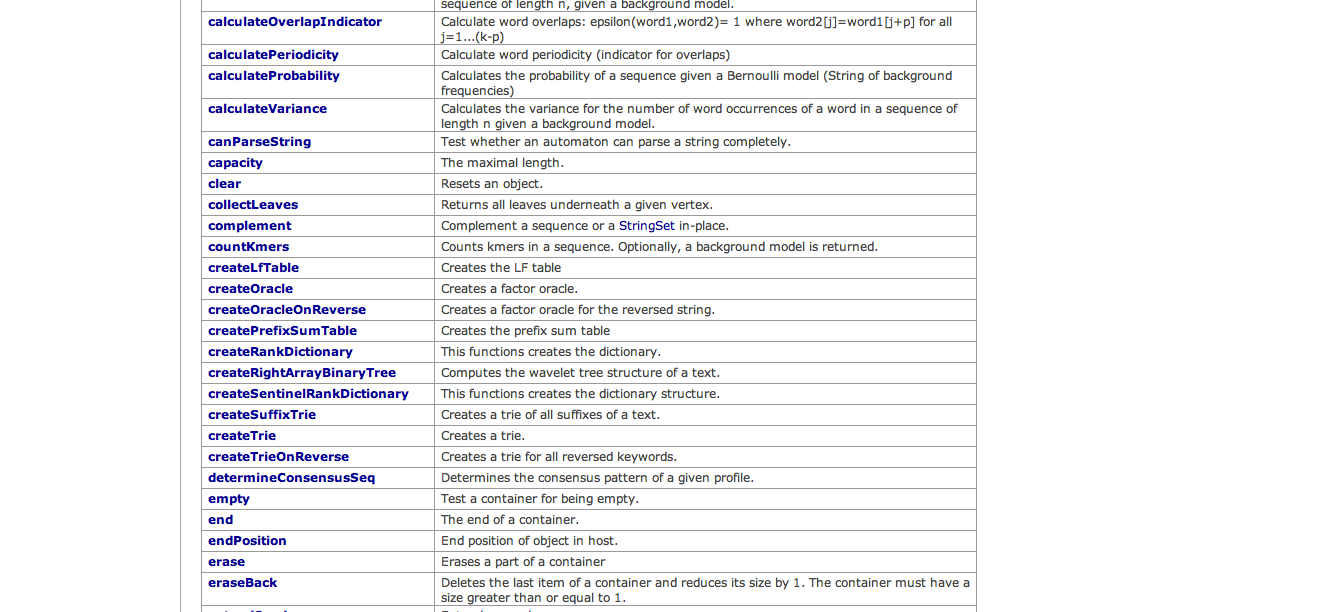 sequence of length n, given a background model.
calculateOverlapIndicator Calculate word overlaps: epsilon(word1,word2)= 1 where word2[j]=word1[j+p] for all
j=1...(k-p)
calculatePeriodicity Calculate word periodicity (indicator for overlaps)
calculateProbability Calculates the probability of a sequence given a Bernoulli model (String of background
frequencies)
calculateVariance Calculates the variance for the number of word occurrences of a word in a sequence of
length n given a background model.
canParseString Test whether an automaton can parse a string completely.
capacity The maximal length.
clear Resets an object.
collectLeaves Returns all leaves underneath a given vertex.
complement Complement a sequence or a StringSet in-place.
countKmers Counts kmers in a sequence. Optionally, a background model is returned.
createLfTable Creates the LF table
createOracle Creates a factor oracle.
createOracleOnReverse Creates a factor oracle for the reversed string.
createPrefixSumTable Creates the prefix sum table
createRankDictionary This functions creates the dictionary.
createRightArrayBinaryTree Computes the wavelet tree structure of a text.
createSentinelRankDictionary This functions creates the dictionary structure.
createSuffixTrie Creates a trie of all suffixes of a text.
createTrie Creates a trie.
createTrieOnReverse Creates a trie for all reversed keywords.
determineConsensusSeq Determines the consensus pattern of a given profile.
empty Test a container for being empty.
end The end of a container.
endPosition End position of object in host.
erase Erases a part of a container
eraseBack Deletes the last item of a container and reduces its size by 1. The container must have a
size greater than or equal to 1.